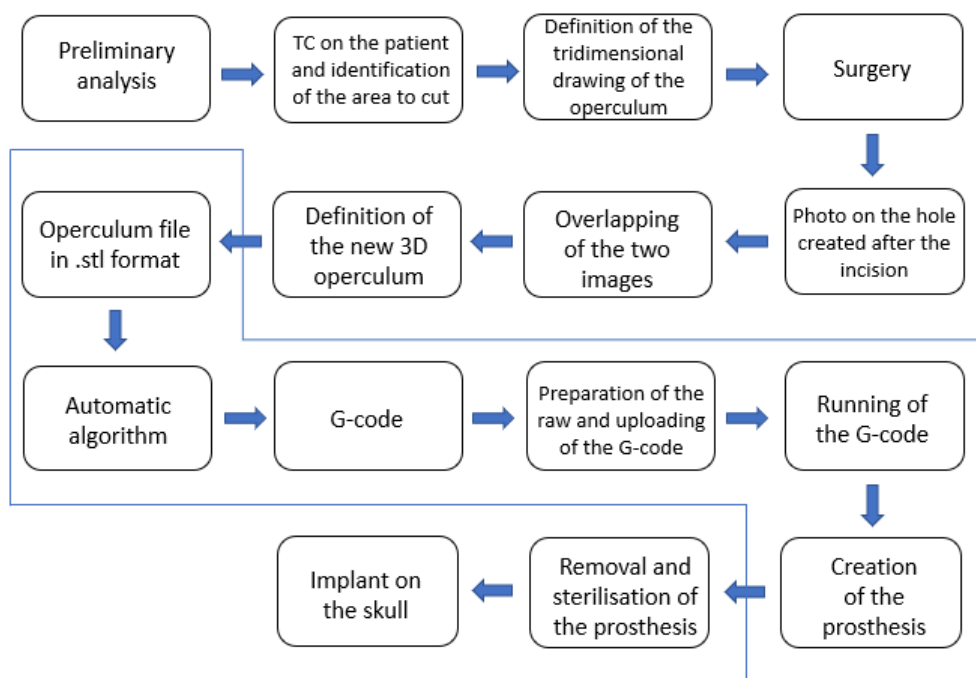 Preliminary
analysis
TC on the patient
and identification
of the area to cut
Definition of the
tridimensional
drawing of the
operculum
Surgery
Photo on the hole
created after the
incision
Overlapping
of the two
images
Definition of
the new 3D
operculum
Operculum file
in .stl format
Automatic
algorithm
G-code
Preparation of the
raw and uploading
of the G-code
Running of
the G-code
Creation
of the
prosthesis
Removal and
sterilisation of
the prosthesis
Implant on
the skull